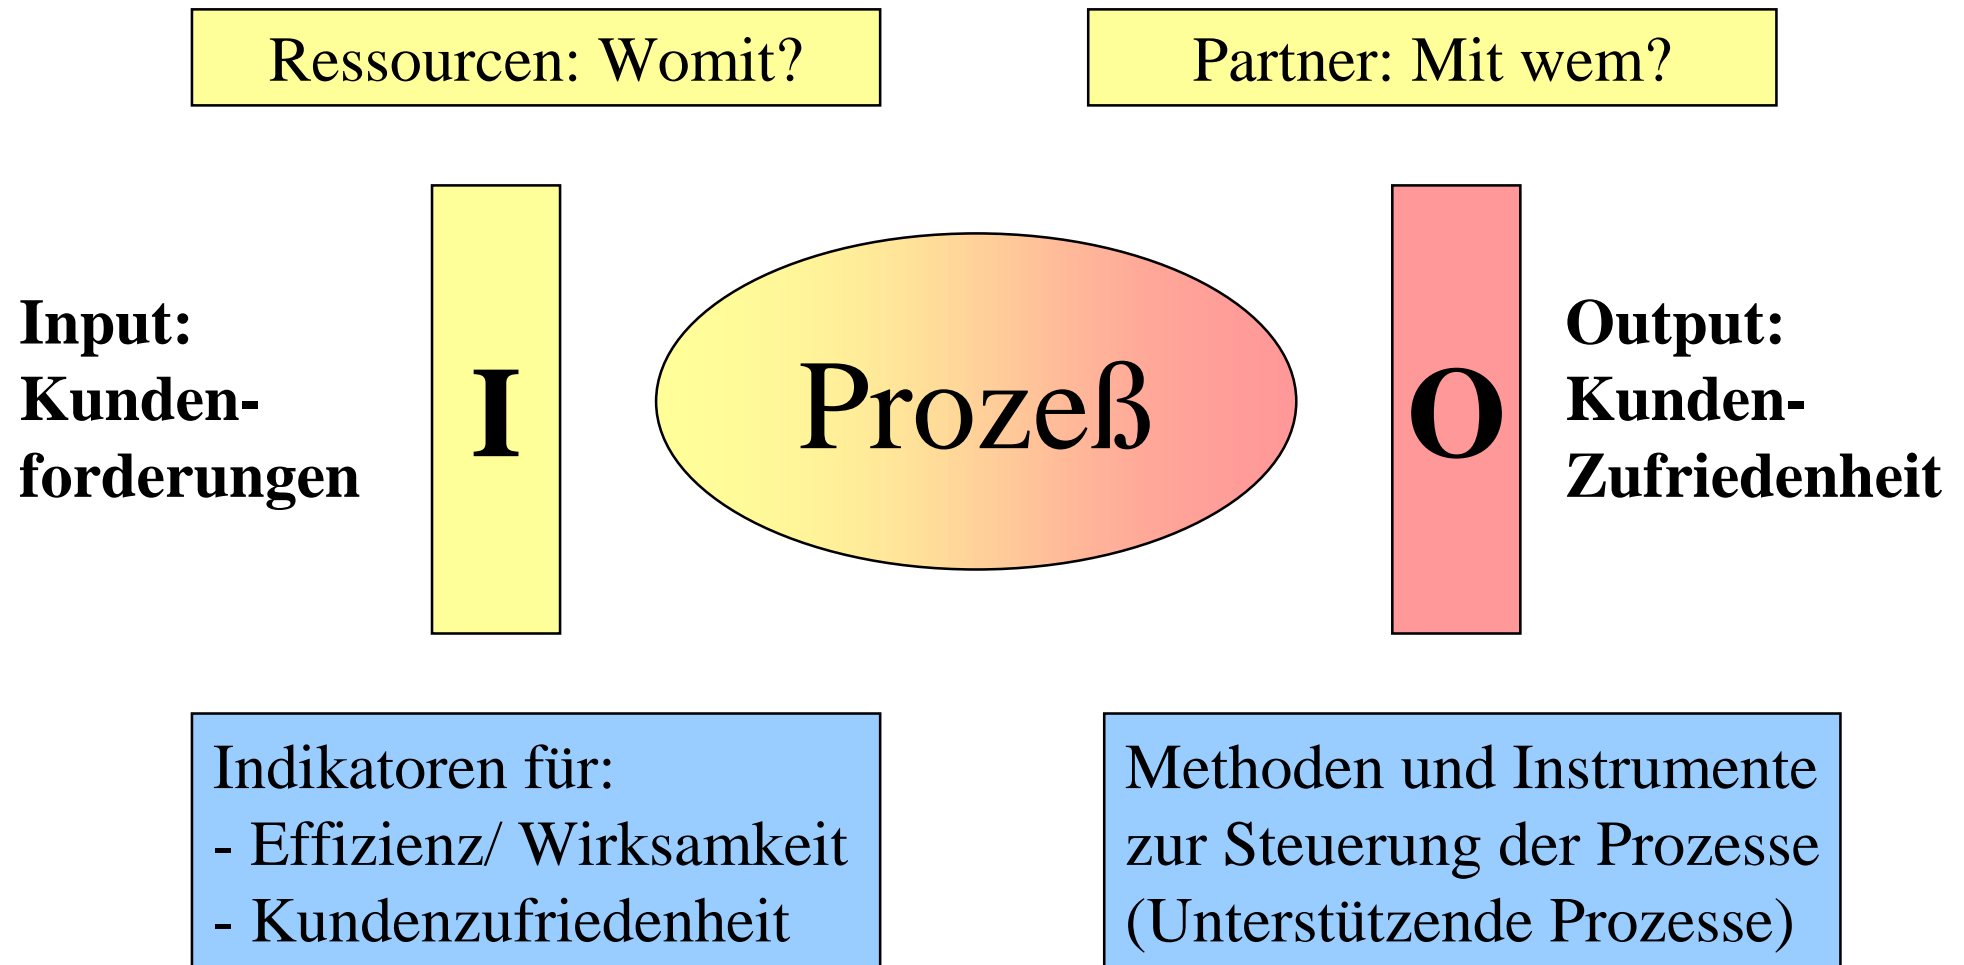 Ressourcen: Womit?
Partner: Mit wem?
Input:
Kunden-
forderungen
I
Prozeß
O
Output:
Kunden-
Zufriedenheit
Indikatoren für:
- Effizienz/ Wirksamkeit
- Kundenzufriedenheit
Methoden und Instrumente
zur Steuerung der Prozesse
(Unterstützende Prozesse)